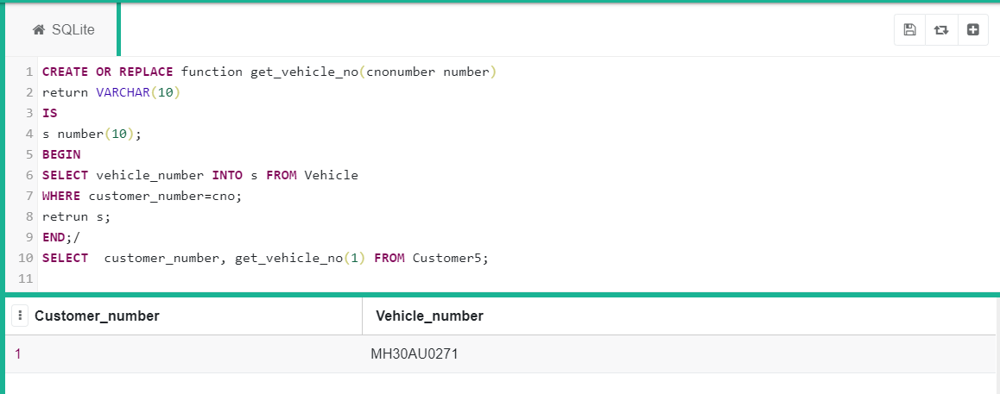 SQLite
1 CREATE OR REPLACE function get_vehicle_no(cnonumber number)
2 return VARCHAR(10)
3 IS
4 s number(10);
5 BEGIN
6 SELECT vehicle_number INTO s FROM Vehicle
7 WHERE customer_number=cno;
8 retrun s;
9 END;/
10 SELECT  customer_number, get_vehicle_no(1) FROM Customer5;
11
Customer_number Vehicle_number
1 MH30AU0271